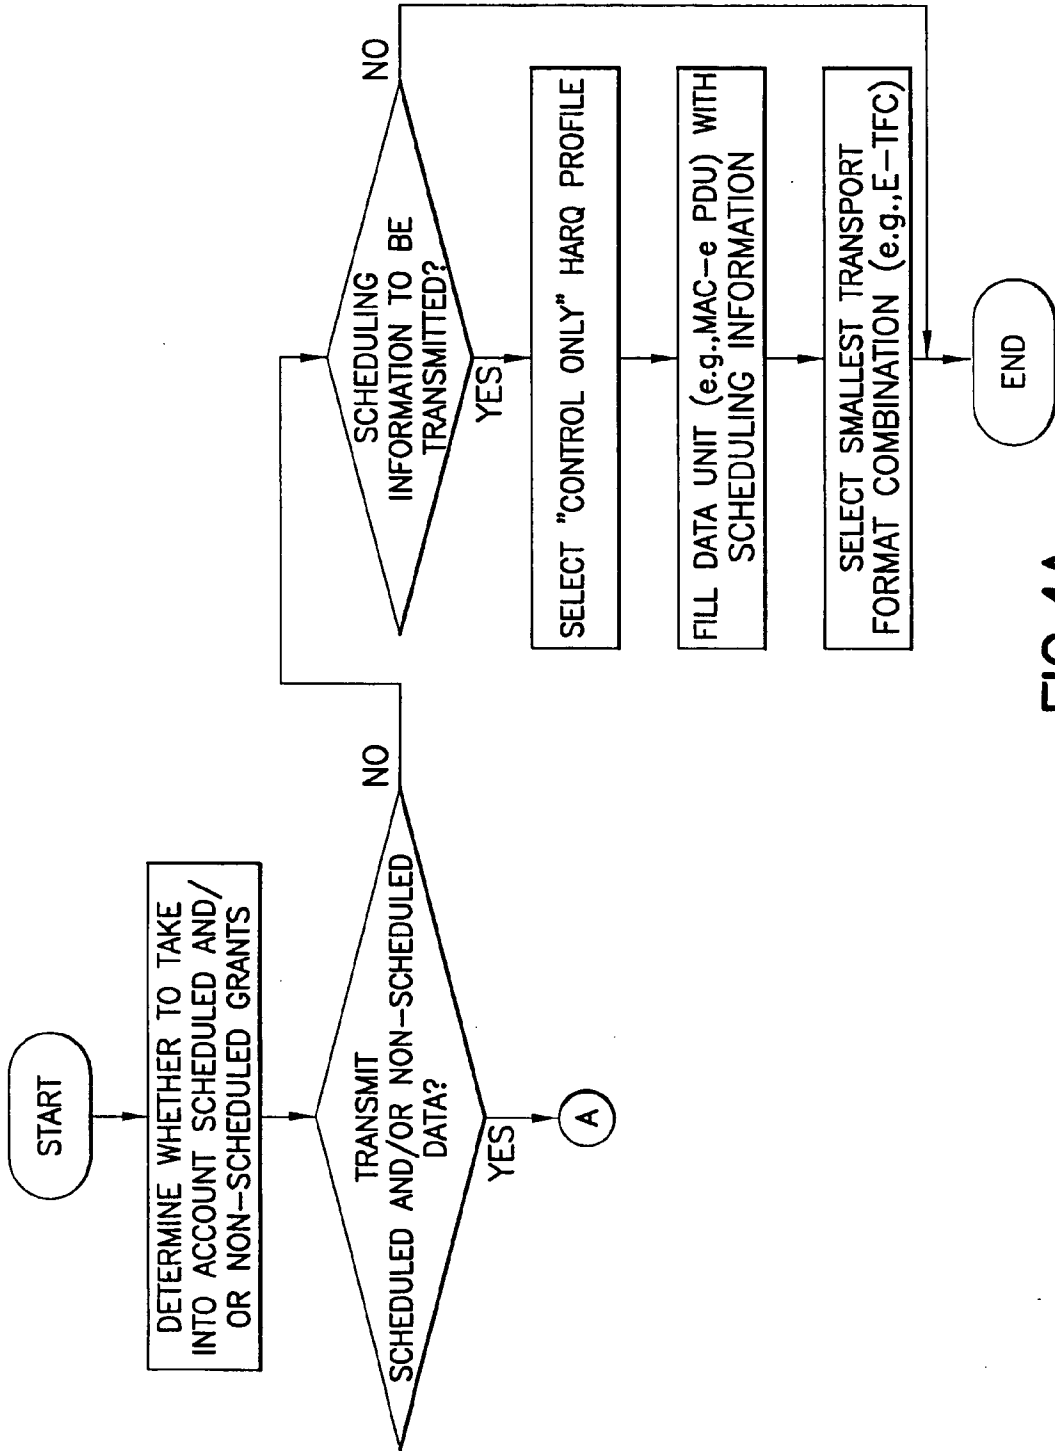 START
DETERMINE WHETHER TO TAKE
INTO ACCOUNT SCHEDULED AND/
OR NON-SCHEDULED GRANTS
TRANSMIT
SCHEDULED AND/OR NON-SCHEDULED
DATA?
NO
YES
A
SCHEDULING
INFORMATION TO BE
TRANSMITTED?
NO
YES
SELECT "CONTROL ONLY" HARQ PROFILE
FILL DATA UNIT (e.g.,MAC-e PDU) WITH
SCHEDULING INFORMATION
SELECT SMALLEST TRANSPORT
FORMAT COMBINATION (e.g.,E-TFC)
END